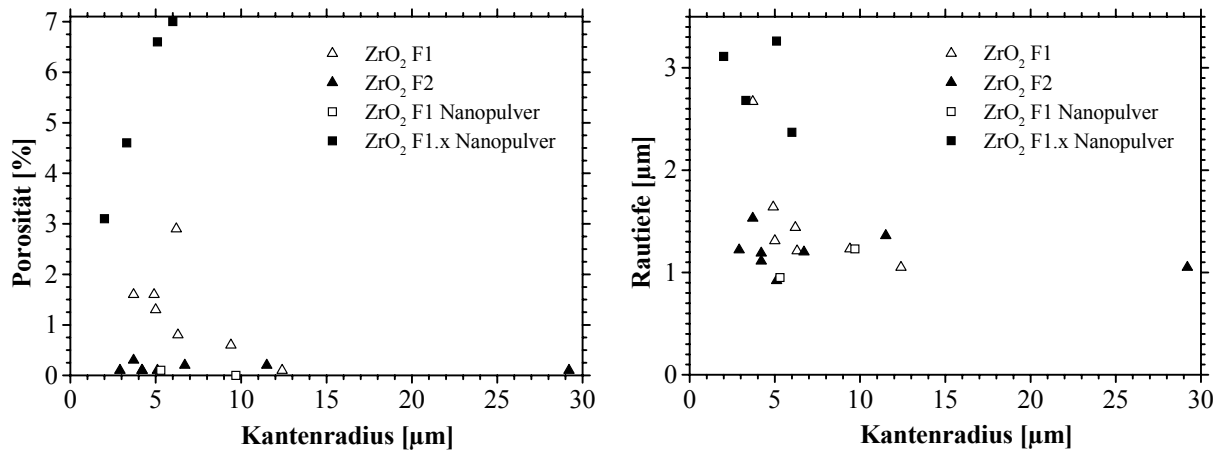 7
6
5
4
3
2
1
0
Porosität [%]
ZrO2 F1
ZrO2 F2
ZrO2 F1 Nanopulver
ZrO2 F1.x Nanopulver
0 5 10 15 20 25 30
Kantenradius [µm]
3
2
1
0
Rautiefe [µm]
ZrO2 F1
ZrO2 F2
ZrO2 F1 Nanopulver
ZrO2 F1.x Nanopulver
0 5 10 15 20 25 30
Kantenradius [µm]